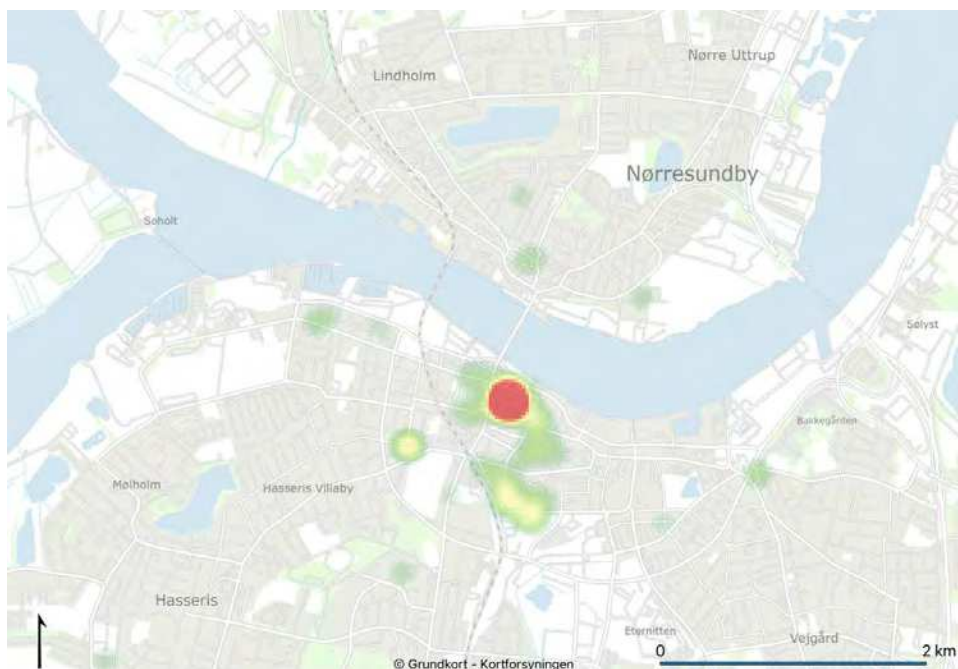 Nørre Uttrup
Lindholm
Nørresundby
Soholt
Sølyst
Bakkegården
Mølholm
Hasseris Villaby
Hasseris
Eternitten
Vejgård
0
2 km
© Grundkort - Kortforsyningen